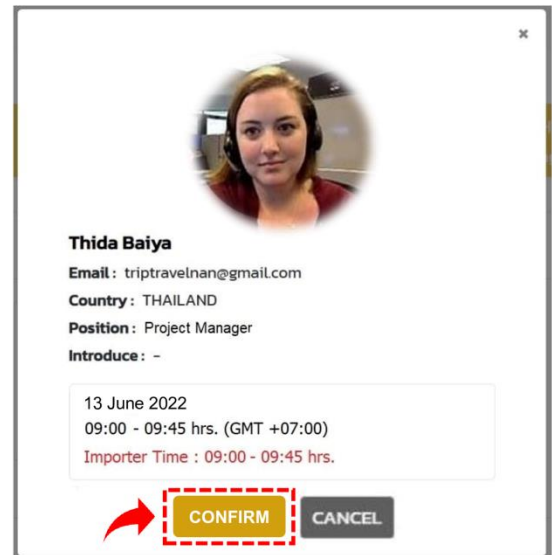 ×
Thida Baiya
Email : triptravelnan@gmail.com
Country : THAILAND
Position : Project Manager
Introduce : -
13 June 2022
09:00 - 09:45 hrs. (GMT +07:00)
Importer Time : 09:00 - 09:45 hrs.
CONFIRM CANCEL